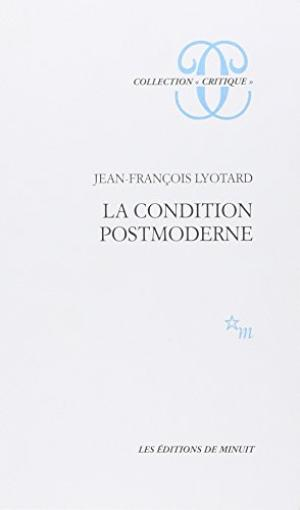 COLLECTION « CRITIQUE »
JEAN-FRANÇOIS LYOTARD
LA CONDITION
POSTMODERNE
m
LES ÉDITIONS DE MINUIT